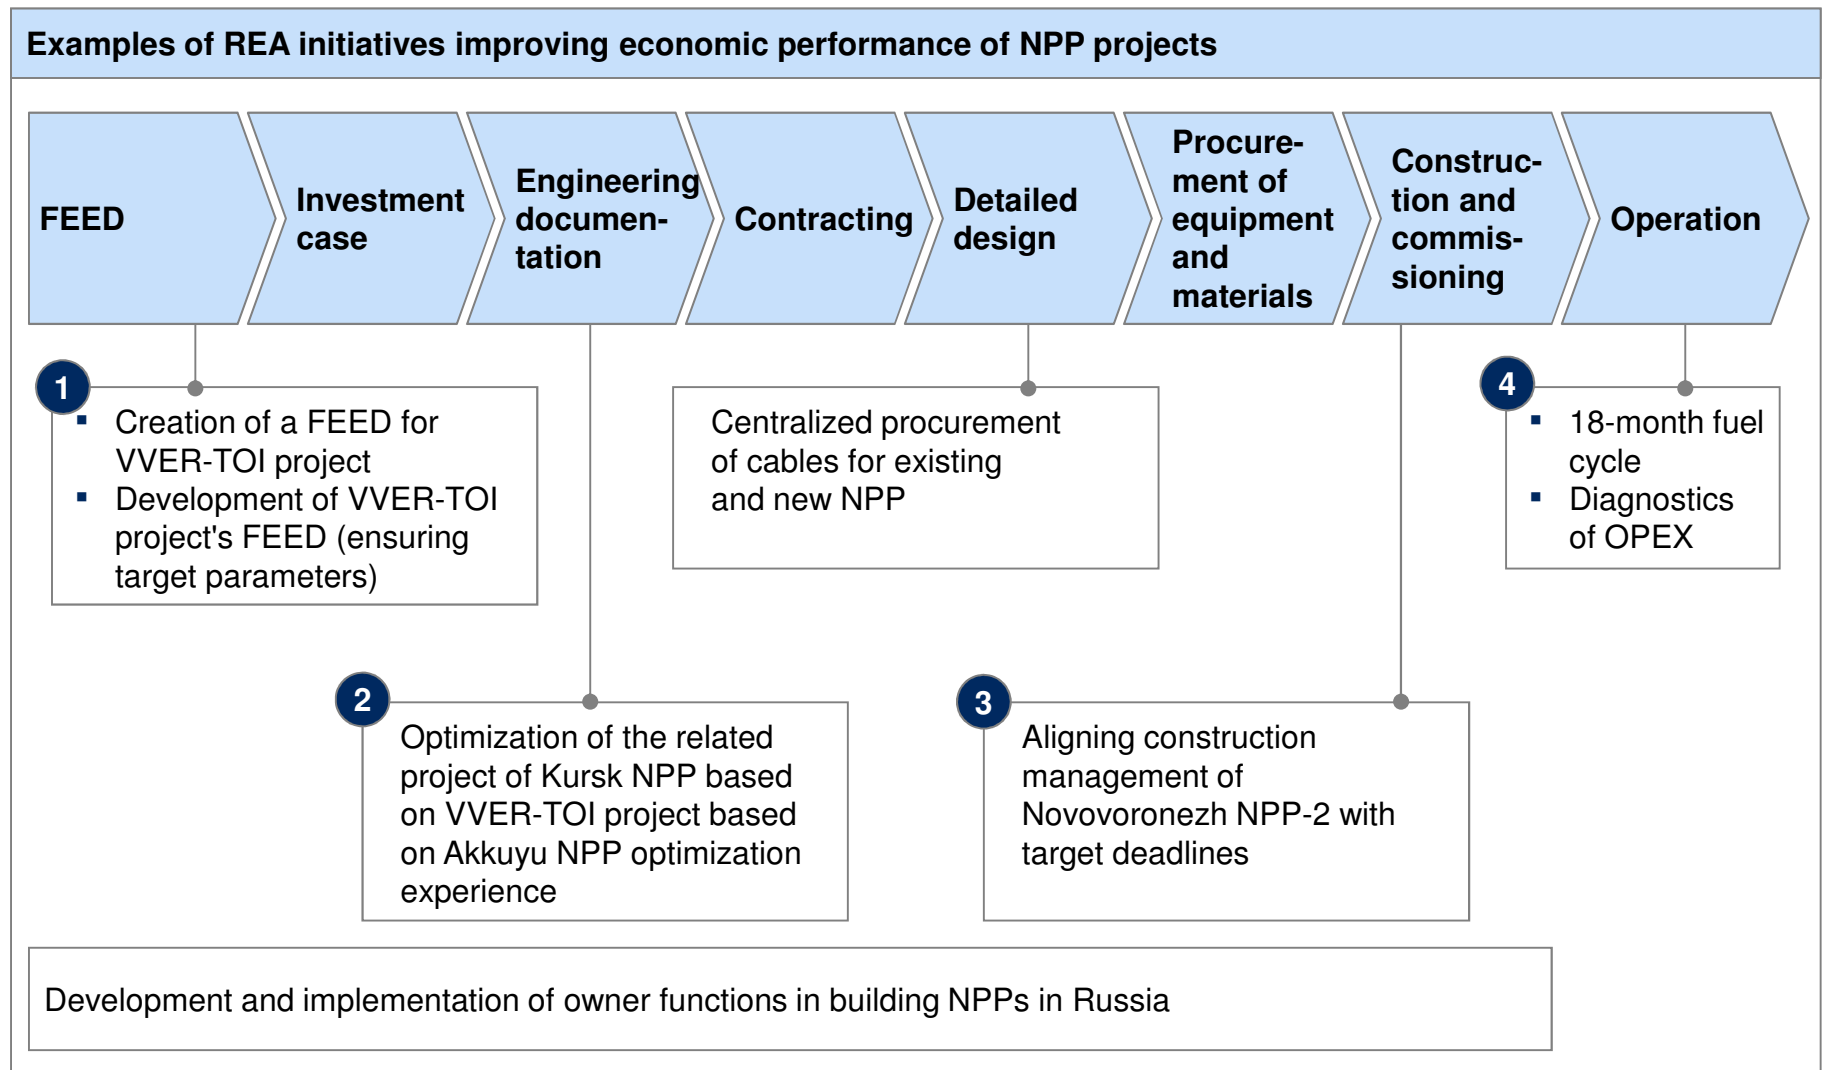 Examples of REA initiatives improving economic performance of NPP projects
FEED
Investment
case
Engineering
documen-
tation
Contracting
Detailed
design
Procure-
ment of
equipment
and
materials
Construc-
tion and
commis-
sioning
Operation
1
▪ Creation of a FEED for
VVER-TOI project
▪ Development of VVER-TOI
project's FEED (ensuring
target parameters)
Centralized procurement
of cables for existing
and new NPP
4
▪ 18-month fuel
cycle
▪ Diagnostics
of OPEX
2
Optimization of the related
project of Kursk NPP based
on VVER-TOI project based
on Akkuyu NPP optimization
experience
3
Aligning construction
management of
Novovoronezh NPP-2 with
target deadlines
Development and implementation of owner functions in building NPPs in Russia